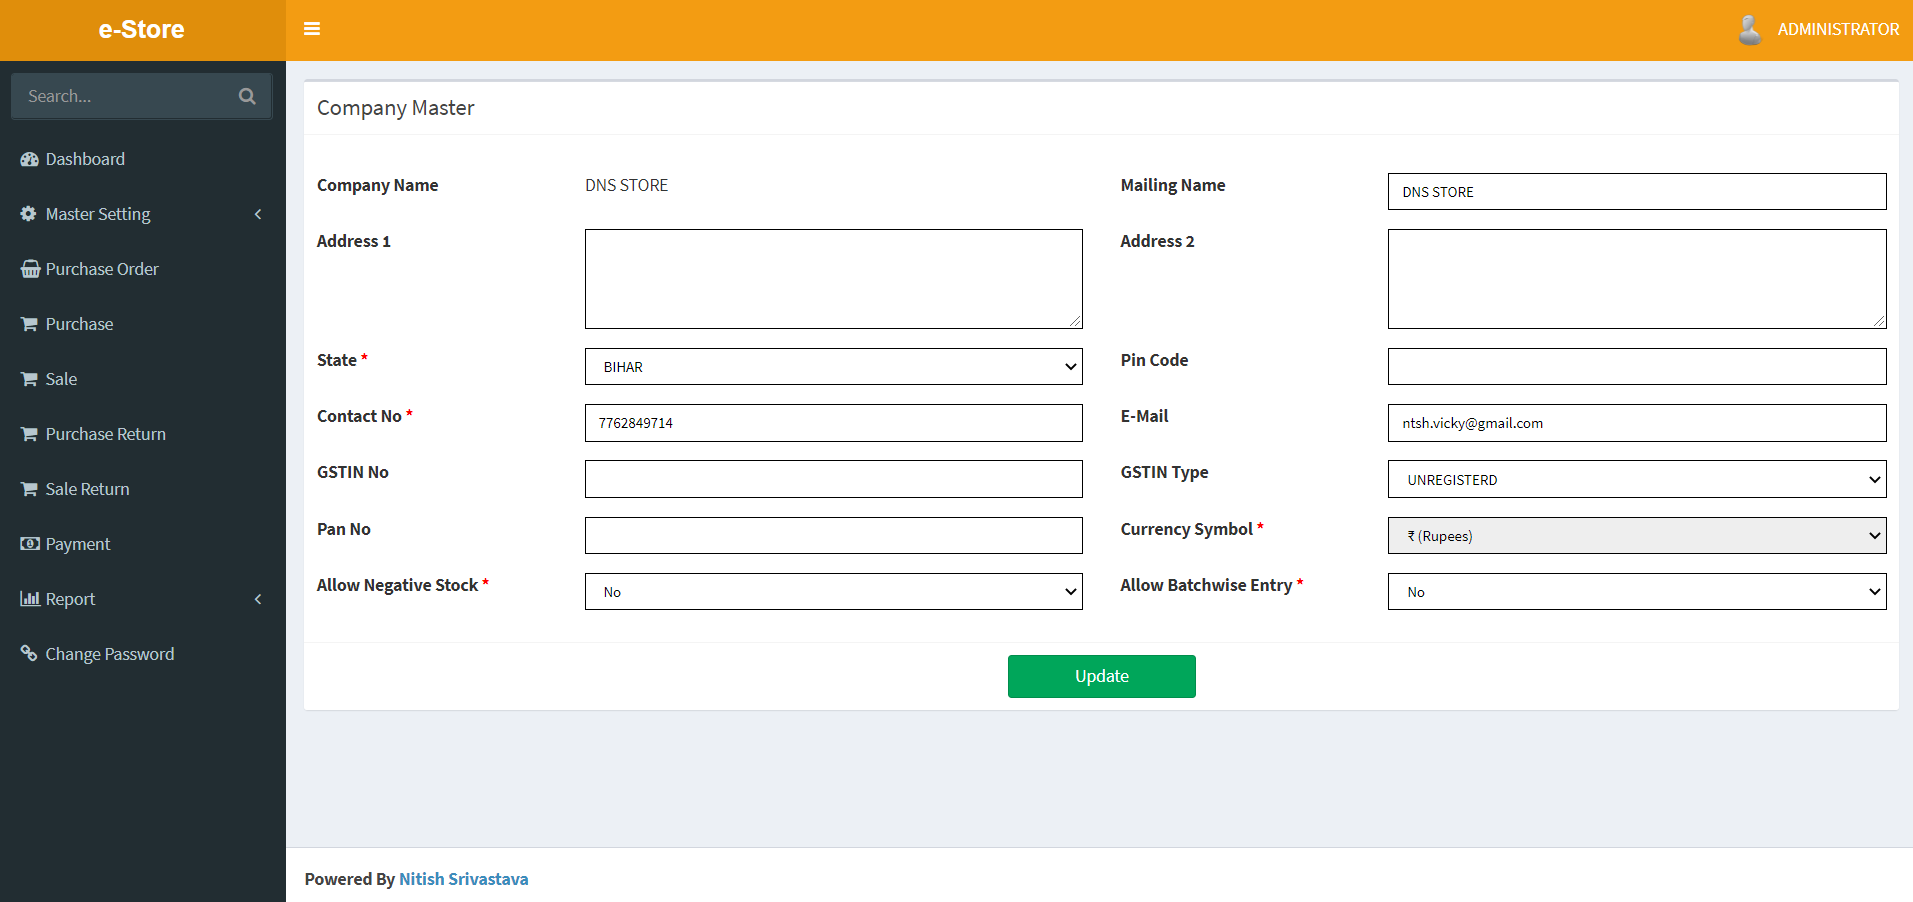 e-Store
ADMINISTRATOR
Search...
Dashboard
Master Setting
Purchase Order
Purchase
Sale
Purchase Return
Sale Return
Payment
Report
Change Password
Company Master
Company Name DNS STORE Mailing Name DNS STORE
Address 1 Address 2
State * BIHAR Pin Code
Contact No * 7762849714 E-Mail ntsh.vicky@gmail.com
GSTIN No GSTIN Type UNREGISTERD
Pan No Currency Symbol * ₹ (Rupees)
Allow Negative Stock * No Allow Batchwise Entry * No
Update
Powered By Nitish Srivastava